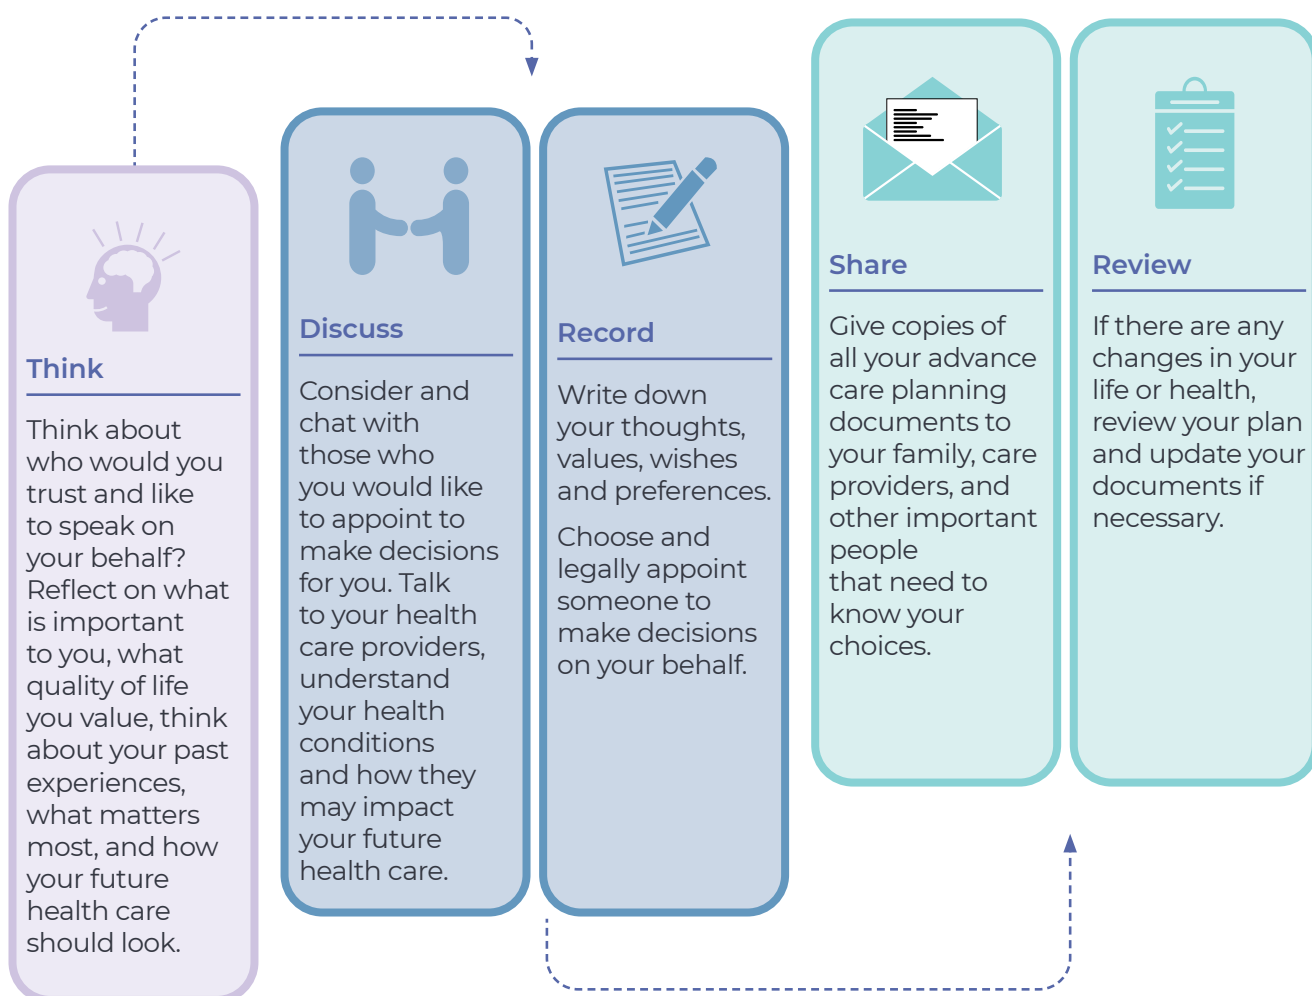 Think
Think about
who would you
trust and like
to speak on
your behalf?
Reflect on what
is important
to you, what
quality of life
you value, think
about your past
experiences,
what matters
most, and how
your future
health care
should look.
Discuss
Consider and
chat with
those who
you would like
to appoint to
make decisions
for you. Talk
to your health
care providers,
understand
your health
conditions
and how they
may impact
your future
health care.
Record
Write down
your thoughts,
values, wishes
and preferences.
Choose and
legally appoint
someone to
make decisions
on your behalf.
Share
Give copies of
all your advance
care planning
documents to
your family, care
providers, and
other important
people
that need to
know your
choices.
Review
If there are any
changes in your
life or health,
review your plan
and update your
documents if
necessary.